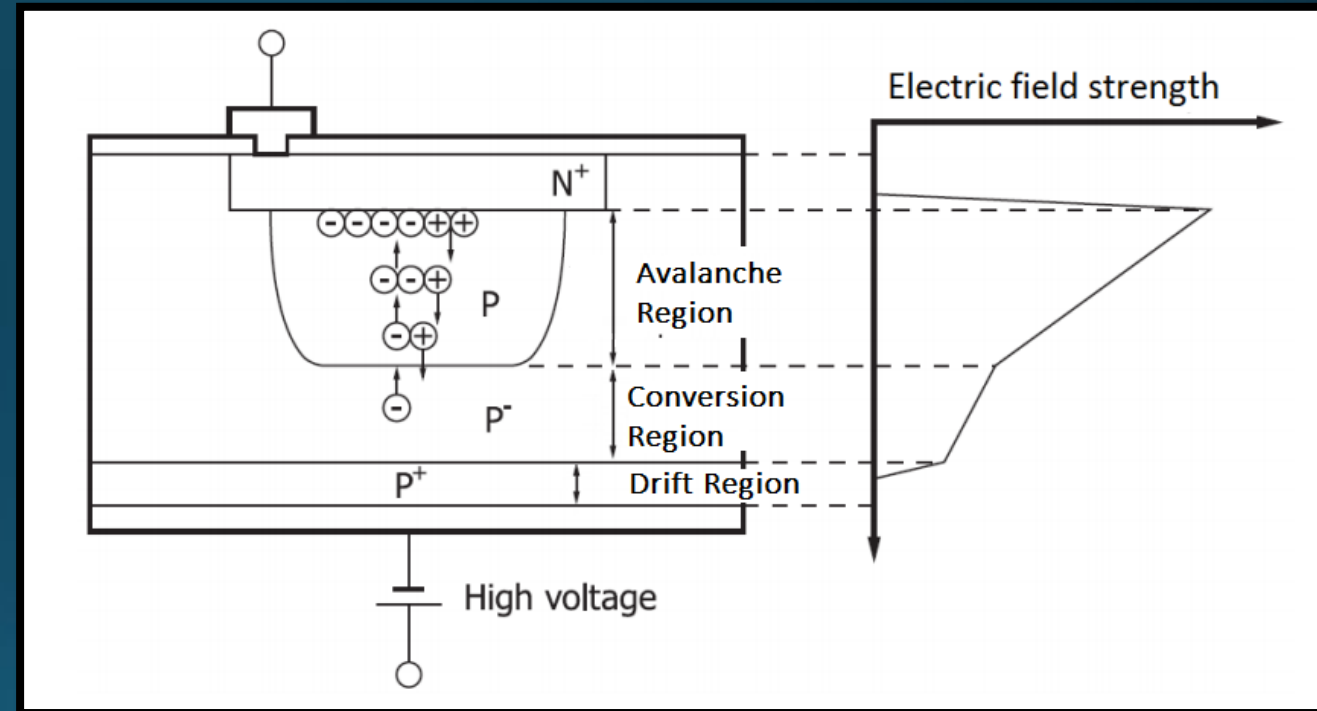 Electric field strength
N⁺
Avalanche
Region
P
Conversion
Region
P⁻
P⁺
Drift Region
High voltage